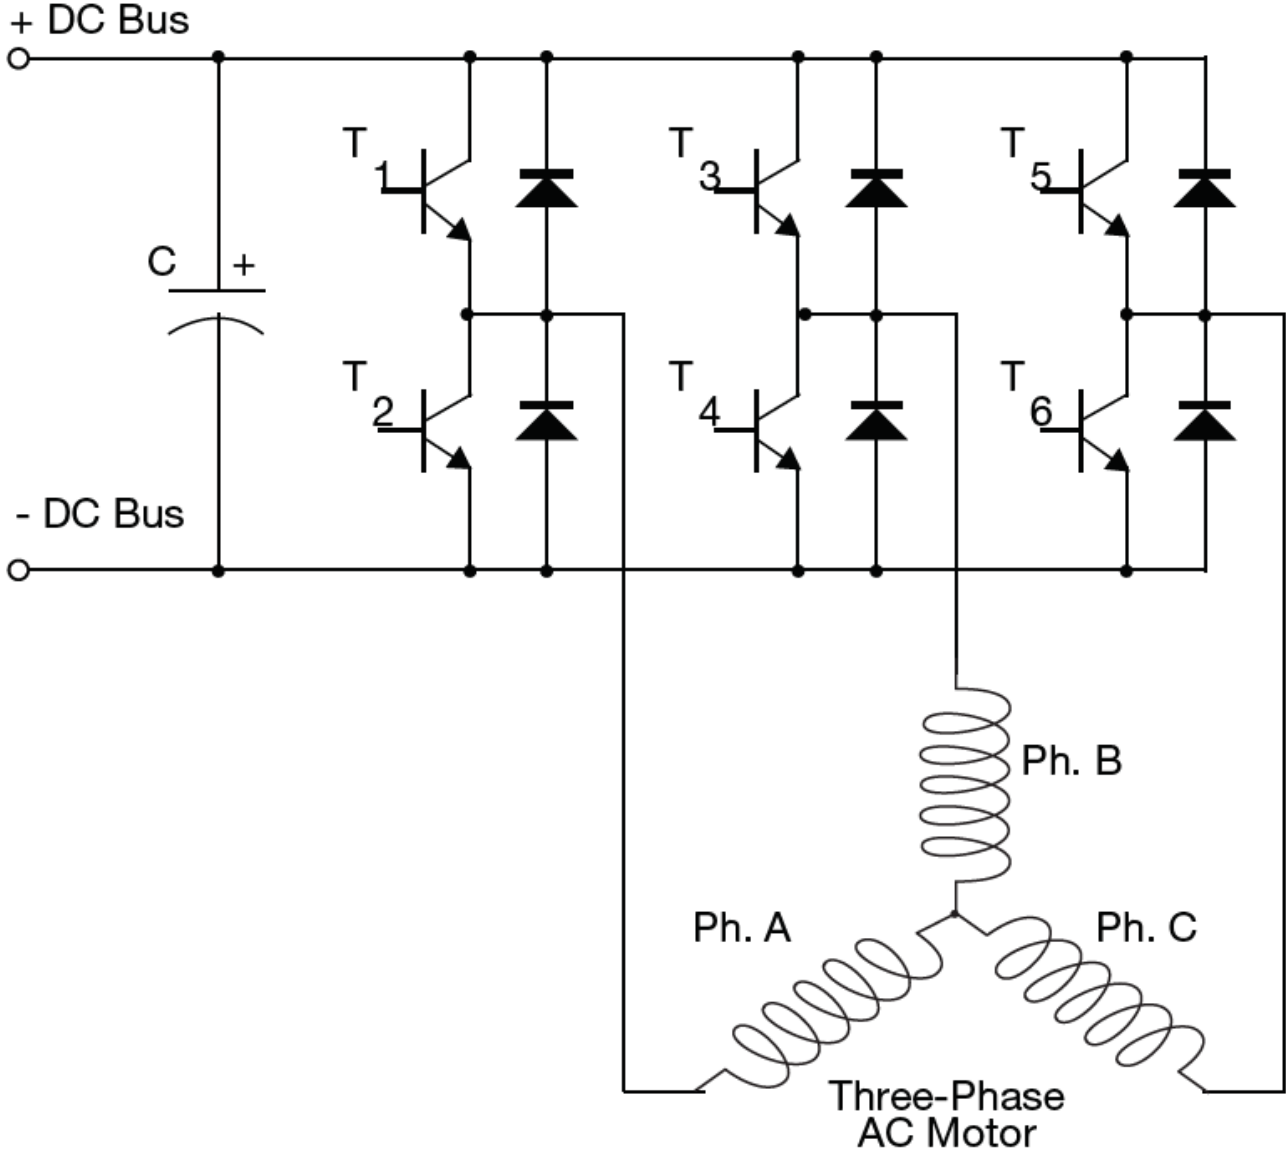 + DC Bus
T1
T3
T5
C +
T2
T4
T6
- DC Bus
Ph. B
Ph. A
Ph. C
Three-Phase
AC Motor